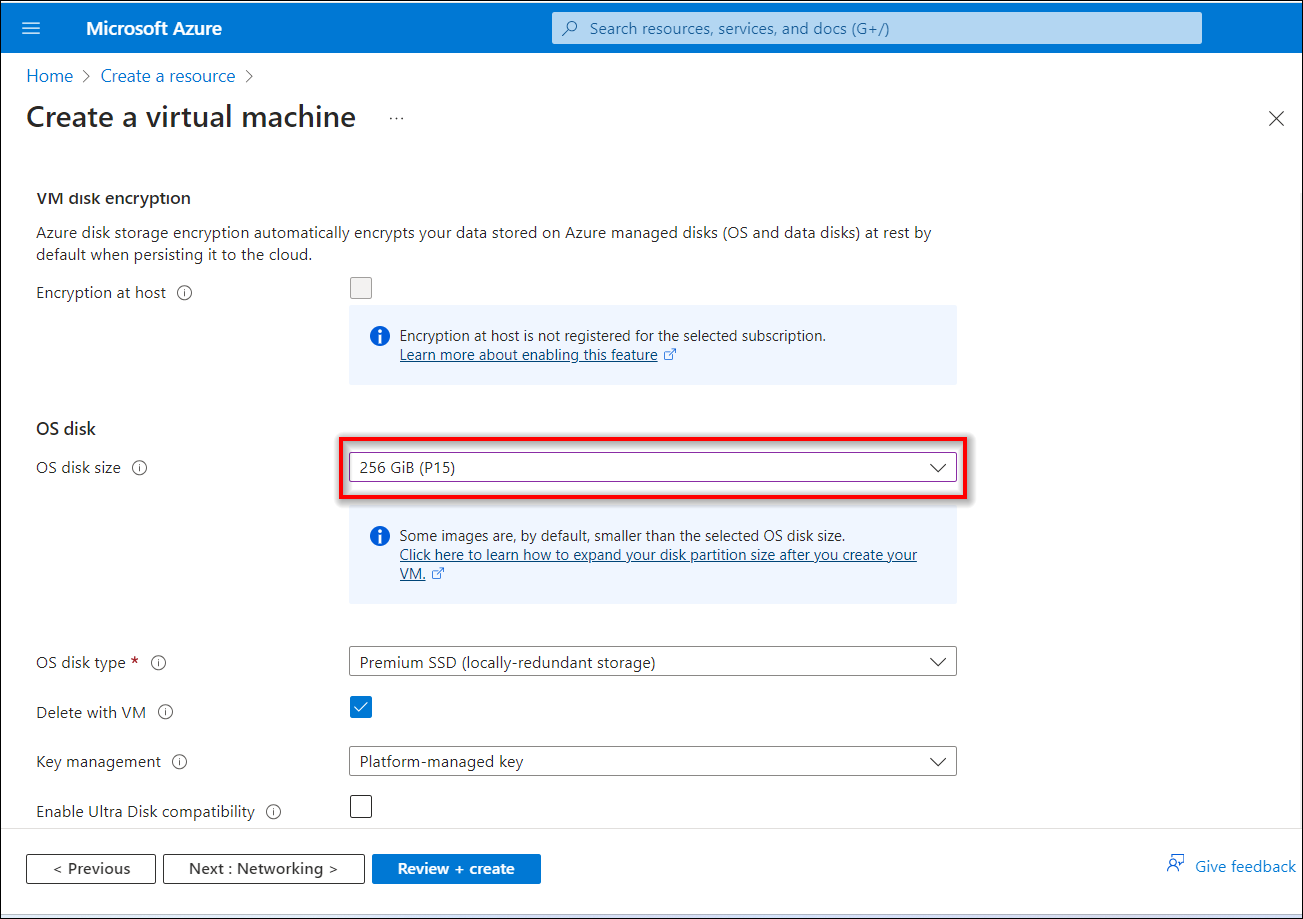 Microsoft Azure
Search resources, services, and docs (G+/)
Home > Create a resource >
Create a virtual machine ...
VM disk encryption
Azure disk storage encryption automatically encrypts your data stored on Azure managed disks (OS and data disks) at rest by
default when persisting it to the cloud.
Encryption at host
Encryption at host is not registered for the selected subscription.
Learn more about enabling this feature
OS disk
OS disk size
256 GiB (P15)
Some images are, by default, smaller than the selected OS disk size.
Click here to learn how to expand your disk partition size after you create your
VM.
OS disk type *
Premium SSD (locally-redundant storage)
Delete with VM
Key management
Platform-managed key
Enable Ultra Disk compatibility
< Previous
Next : Networking >
Review + create
Give feedback